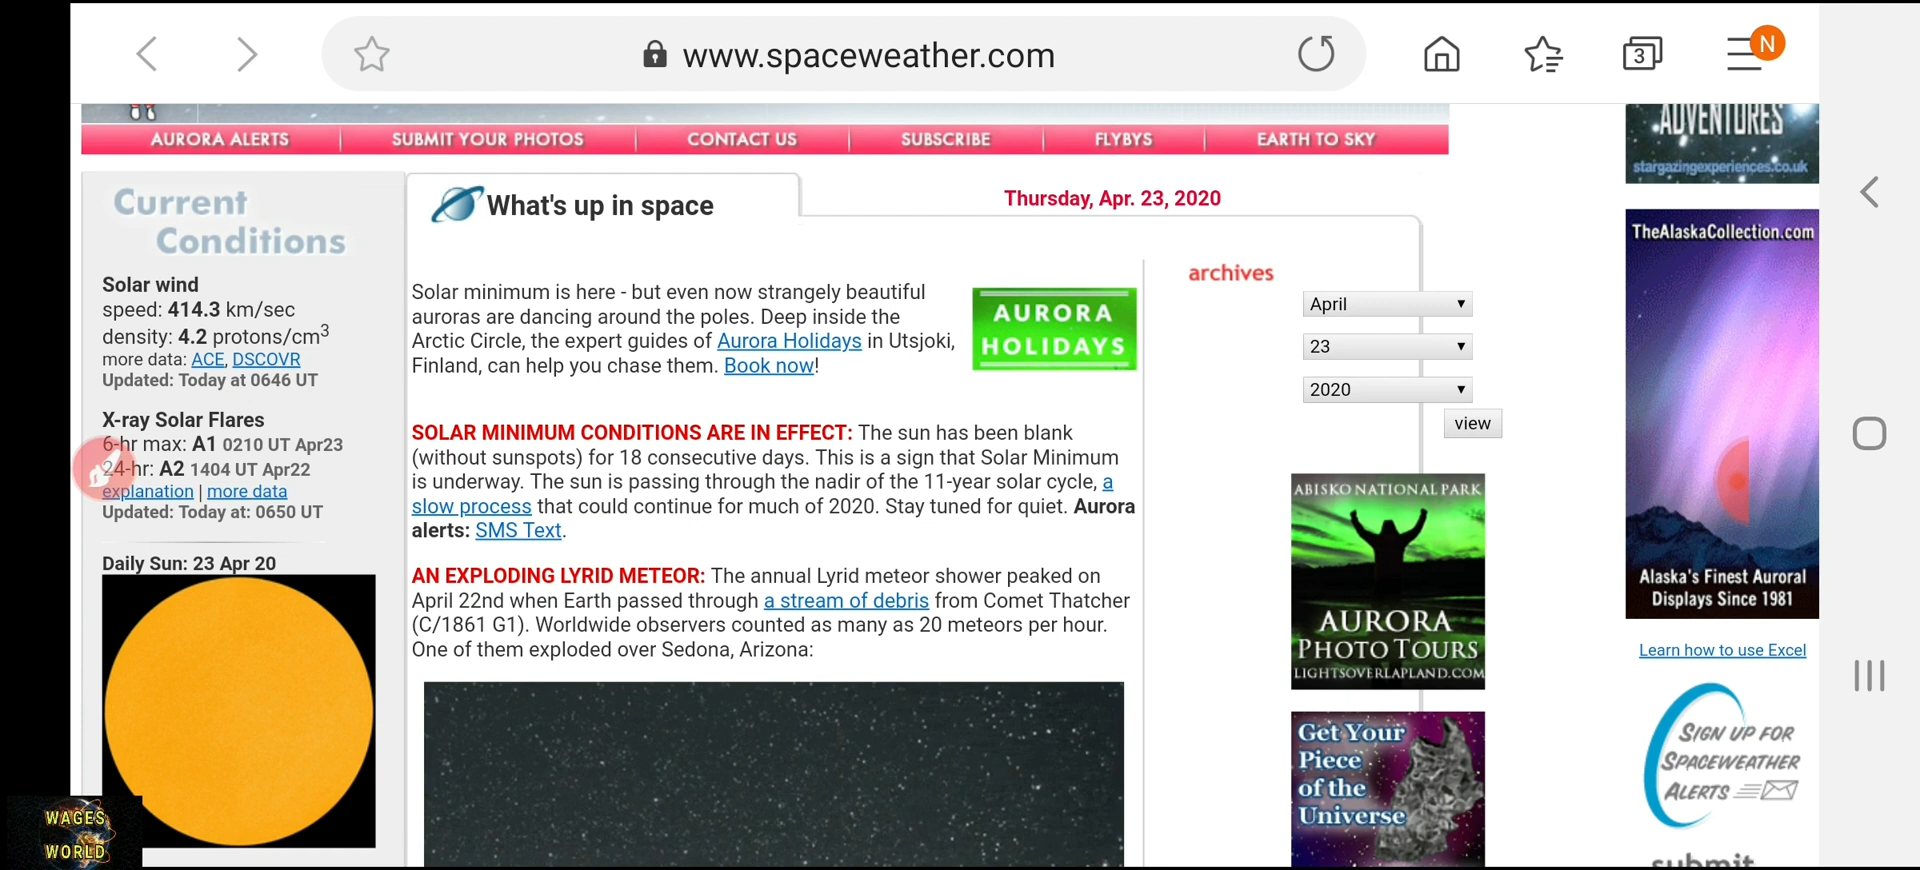 www.spaceweather.com
3
N
AURORA ALERTS
SUBMIT YOUR PHOTOS
CONTACT US
SUBSCRIBE
FLYBYS
EARTH TO SKY
Current
Conditions
Solar wind
speed: 414.3 km/sec
density: 4.2 protons/cm3
more data: ACE, DSCOVR
Updated: Today at 0646 UT
X-ray Solar Flares
6-hr max: A1 0210 UT Apr23
24-hr: A2 1404 UT Apr22
explanation | more data
Updated: Today at: 0650 UT
Daily Sun: 23 Apr 20
WAGES
WORLD
What's up in space
Thursday, Apr. 23, 2020
Solar minimum is here - but even now strangely beautiful
auroras are dancing around the poles. Deep inside the
Arctic Circle, the expert guides of Aurora Holidays in Utsjoki,
Finland, can help you chase them. Book now!
AURORA
HOLIDAYS
SOLAR MINIMUM CONDITIONS ARE IN EFFECT: The sun has been blank
(without sunspots) for 18 consecutive days. This is a sign that Solar Minimum
is underway. The sun is passing through the nadir of the 11-year solar cycle, a
slow process that could continue for much of 2020. Stay tuned for quiet. Aurora
alerts: SMS Text.
AN EXPLODING LYRID METEOR: The annual Lyrid meteor shower peaked on
April 22nd when Earth passed through a stream of debris from Comet Thatcher
(C/1861 G1). Worldwide observers counted as many as 20 meteors per hour.
One of them exploded over Sedona, Arizona:
archives
April
23
2020
view
ABISKO NATIONAL PARK
AURORA
PHOTO TOURS
LIGHTSOVERLAPLAND.COM
Get Your
Piece
of the
Universe
ADVENTURES
stargazingexperiences.co.uk
TheAlaskaCollection.com
Alaska's Finest Auroral
Displays Since 1981
Learn how to use Excel
SIGN UP FOR
SPACEWEATHER
ALERTS
submit